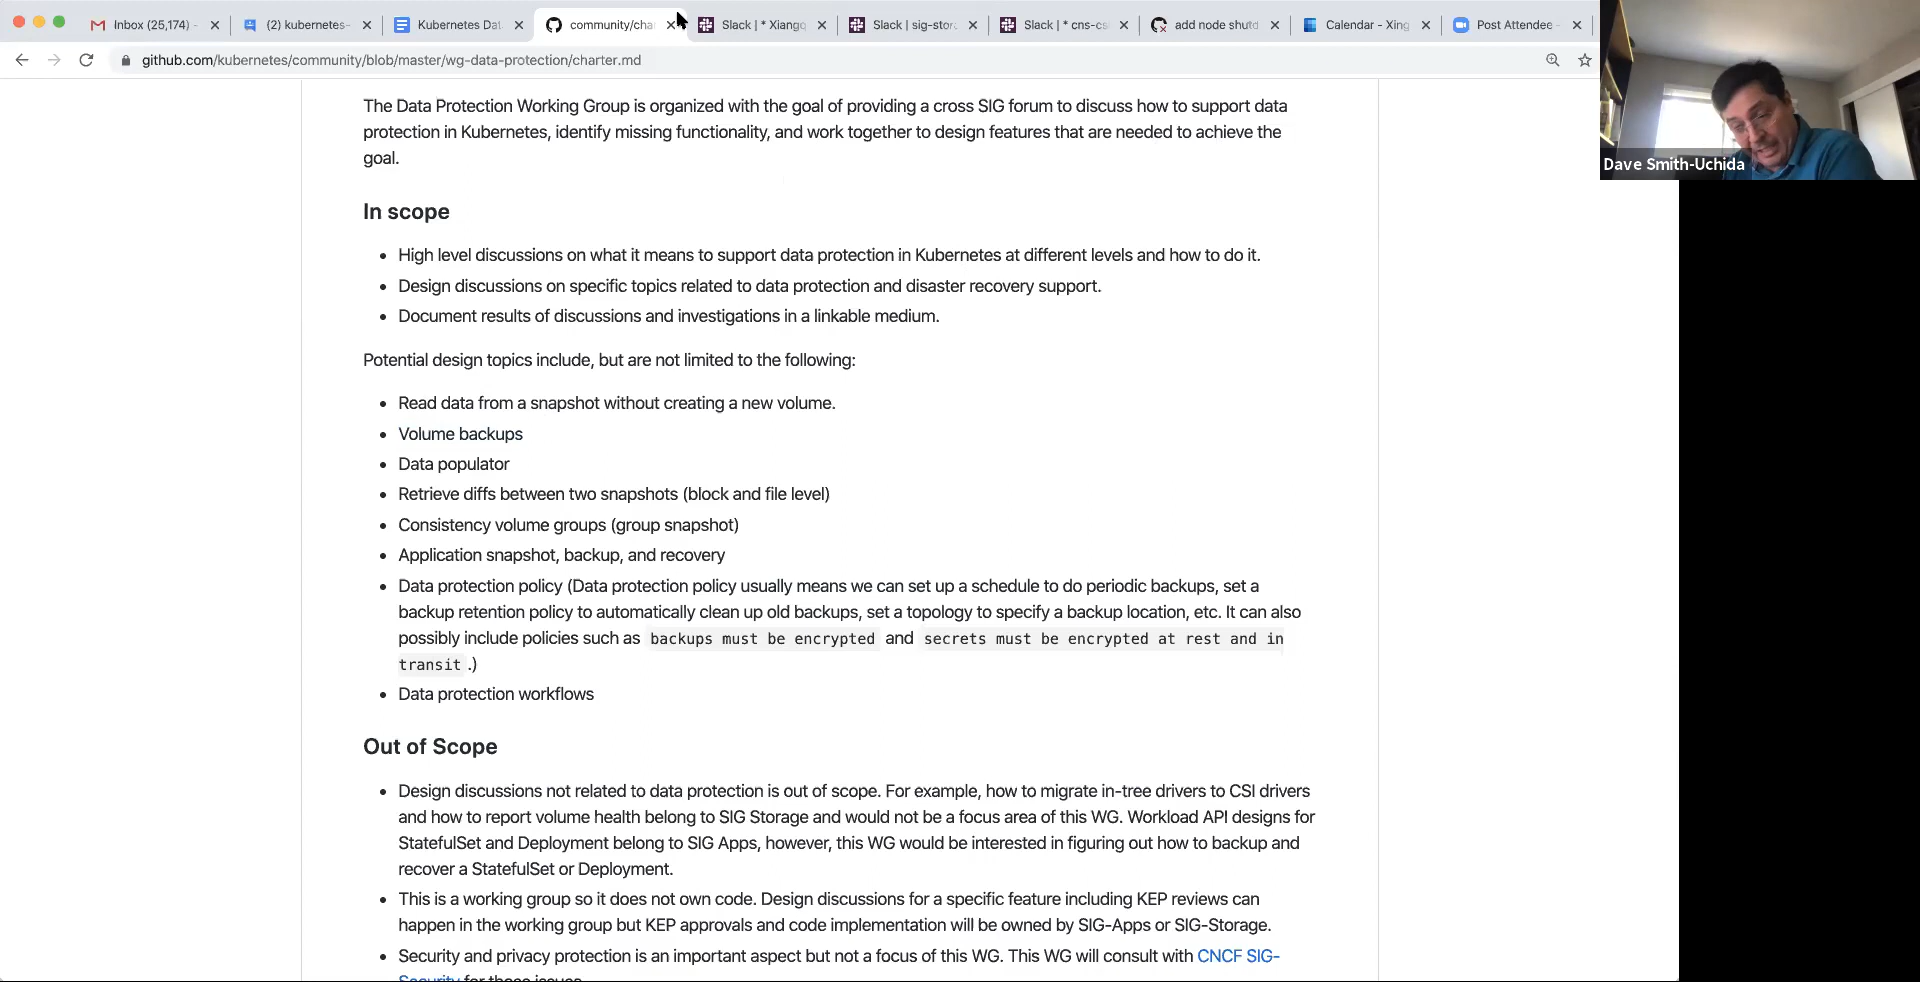 Inbox (25,174) -
(2) kubernetes-
Kubernetes Dat
community/cha
Slack | * Xiangq
Slack | sig-stor
Slack | * cns-cs
add node shutd
Calendar - Xing
Post Attendee -
github.com/kubernetes/community/blob/master/wg-data-protection/charter.md
Dave Smith-Uchida
The Data Protection Working Group is organized with the goal of providing a cross SIG forum to discuss how to support data
protection in Kubernetes, identify missing functionality, and work together to design features that are needed to achieve the
goal.
In scope
• High level discussions on what it means to support data protection in Kubernetes at different levels and how to do it.
• Design discussions on specific topics related to data protection and disaster recovery support.
• Document results of discussions and investigations in a linkable medium.
Potential design topics include, but are not limited to the following:
• Read data from a snapshot without creating a new volume.
• Volume backups
• Data populator
• Retrieve diffs between two snapshots (block and file level)
• Consistency volume groups (group snapshot)
• Application snapshot, backup, and recovery
• Data protection policy (Data protection policy usually means we can set up a schedule to do periodic backups, set a
backup retention policy to automatically clean up old backups, set a topology to specify a backup location, etc. It can also
possibly include policies such as backups must be encrypted and secrets must be encrypted at rest and in
transit .)
• Data protection workflows
Out of Scope
• Design discussions not related to data protection is out of scope. For example, how to migrate in-tree drivers to CSI drivers
and how to report volume health belong to SIG Storage and would not be a focus area of this WG. Workload API designs for
StatefulSet and Deployment belong to SIG Apps, however, this WG would be interested in figuring out how to backup and
recover a StatefulSet or Deployment.
• This is a working group so it does not own code. Design discussions for a specific feature including KEP reviews can
happen in the working group but KEP approvals and code implementation will be owned by SIG-Apps or SIG-Storage.
• Security and privacy protection is an important aspect but not a focus of this WG. This WG will consult with CNCF SIG-
Security for those issues.